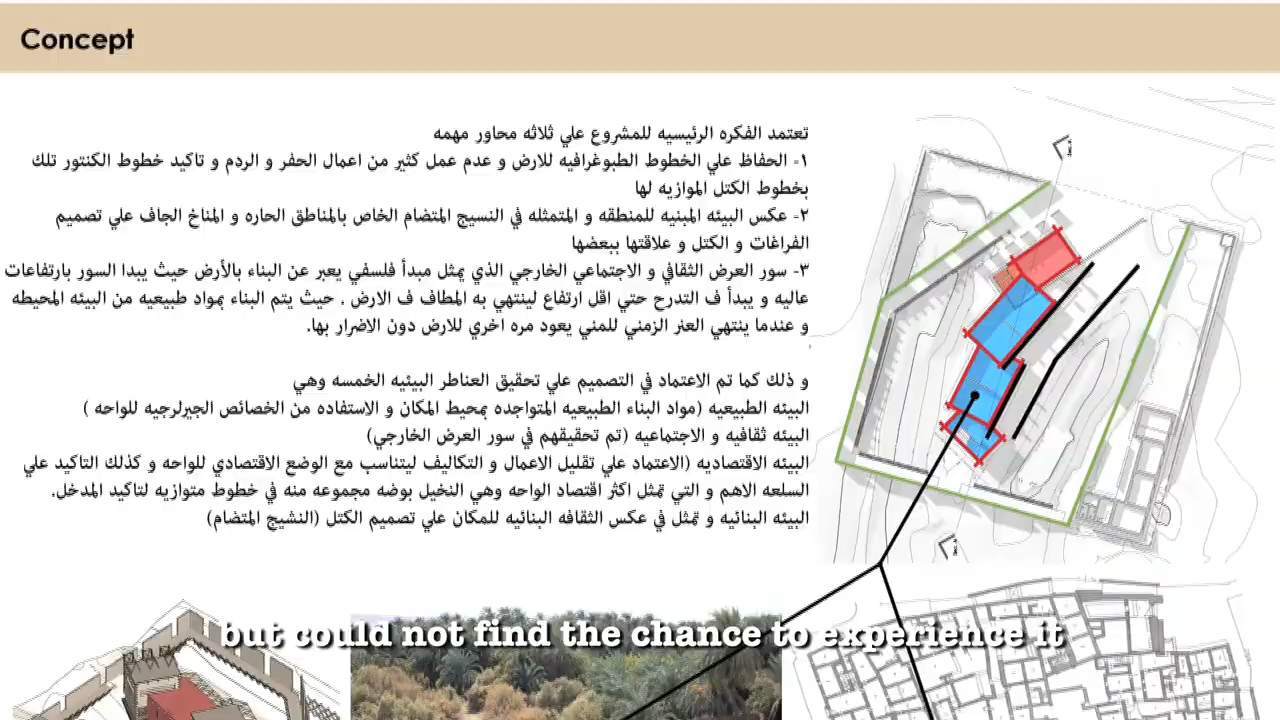 Concept
تعتمد الفكره الرئيسيه للمشروع علي ثلاثه محاور مهمه
١- الحفاظ علي الخطوط الطبوغرافيه للارض و عدم عمل كثير من اعمال الحفر و الردم و تاكيد خطوط الكنتور تلك
بخطوط الكتل الموازيه لها
٢- عكس البيئه المبنيه للمنطقه و المتمثله في النسيج المتضام الخاص بالمناطق الحاره و المناخ الجاف علي تصميم
الفراغات و الكتل و علاقتها ببعضها
٣- سور العرض الثقافي و الاجتماعي الخارجي الذي يمثل مبدأ فلسفي يعبر عن البناء بالأرض حيث يبدا السور بارتفاعات
عاليه و يبدأ ف التدرج حتي اقل ارتفاع لينتهي به المطاف ف الارض . حيث يتم البناء بمواد طبيعيه من البيئه المحيطه
و عندما ينتهي العنر الزمني للمني يعود مره اخري للارض دون الاضرار بها.
و ذلك كما تم الاعتماد في التصميم علي تحقيق العناطر البيئيه الخمسه وهي
البيئه الطبيعيه (مواد البناء الطبيعيه المتواجده بمحيط المكان و الاستفاده من الخصائص الجيرلرجيه للواحه )
البيئه ثقافيه و الاجتماعيه (تم تحقيقهم في سور العرض الخارجي)
البيئه الاقتصاديه (الاعتماد علي تقليل الاعمال و التكاليف ليتناسب مع الوضع الاقتصادي للواحه و كذلك التاكيد علي
السلعه الاهم و التي تمثل اكثر اقتصاد الواحه وهي النخيل بوضه مجموعه منه في خطوط متوازيه لتاكيد المدخل.
البيئه البنائيه و تمثل في عكس الثقافه البنائيه للمكان علي تصميم الكتل (النشيج المتضام)
but could not find the chance to experience it